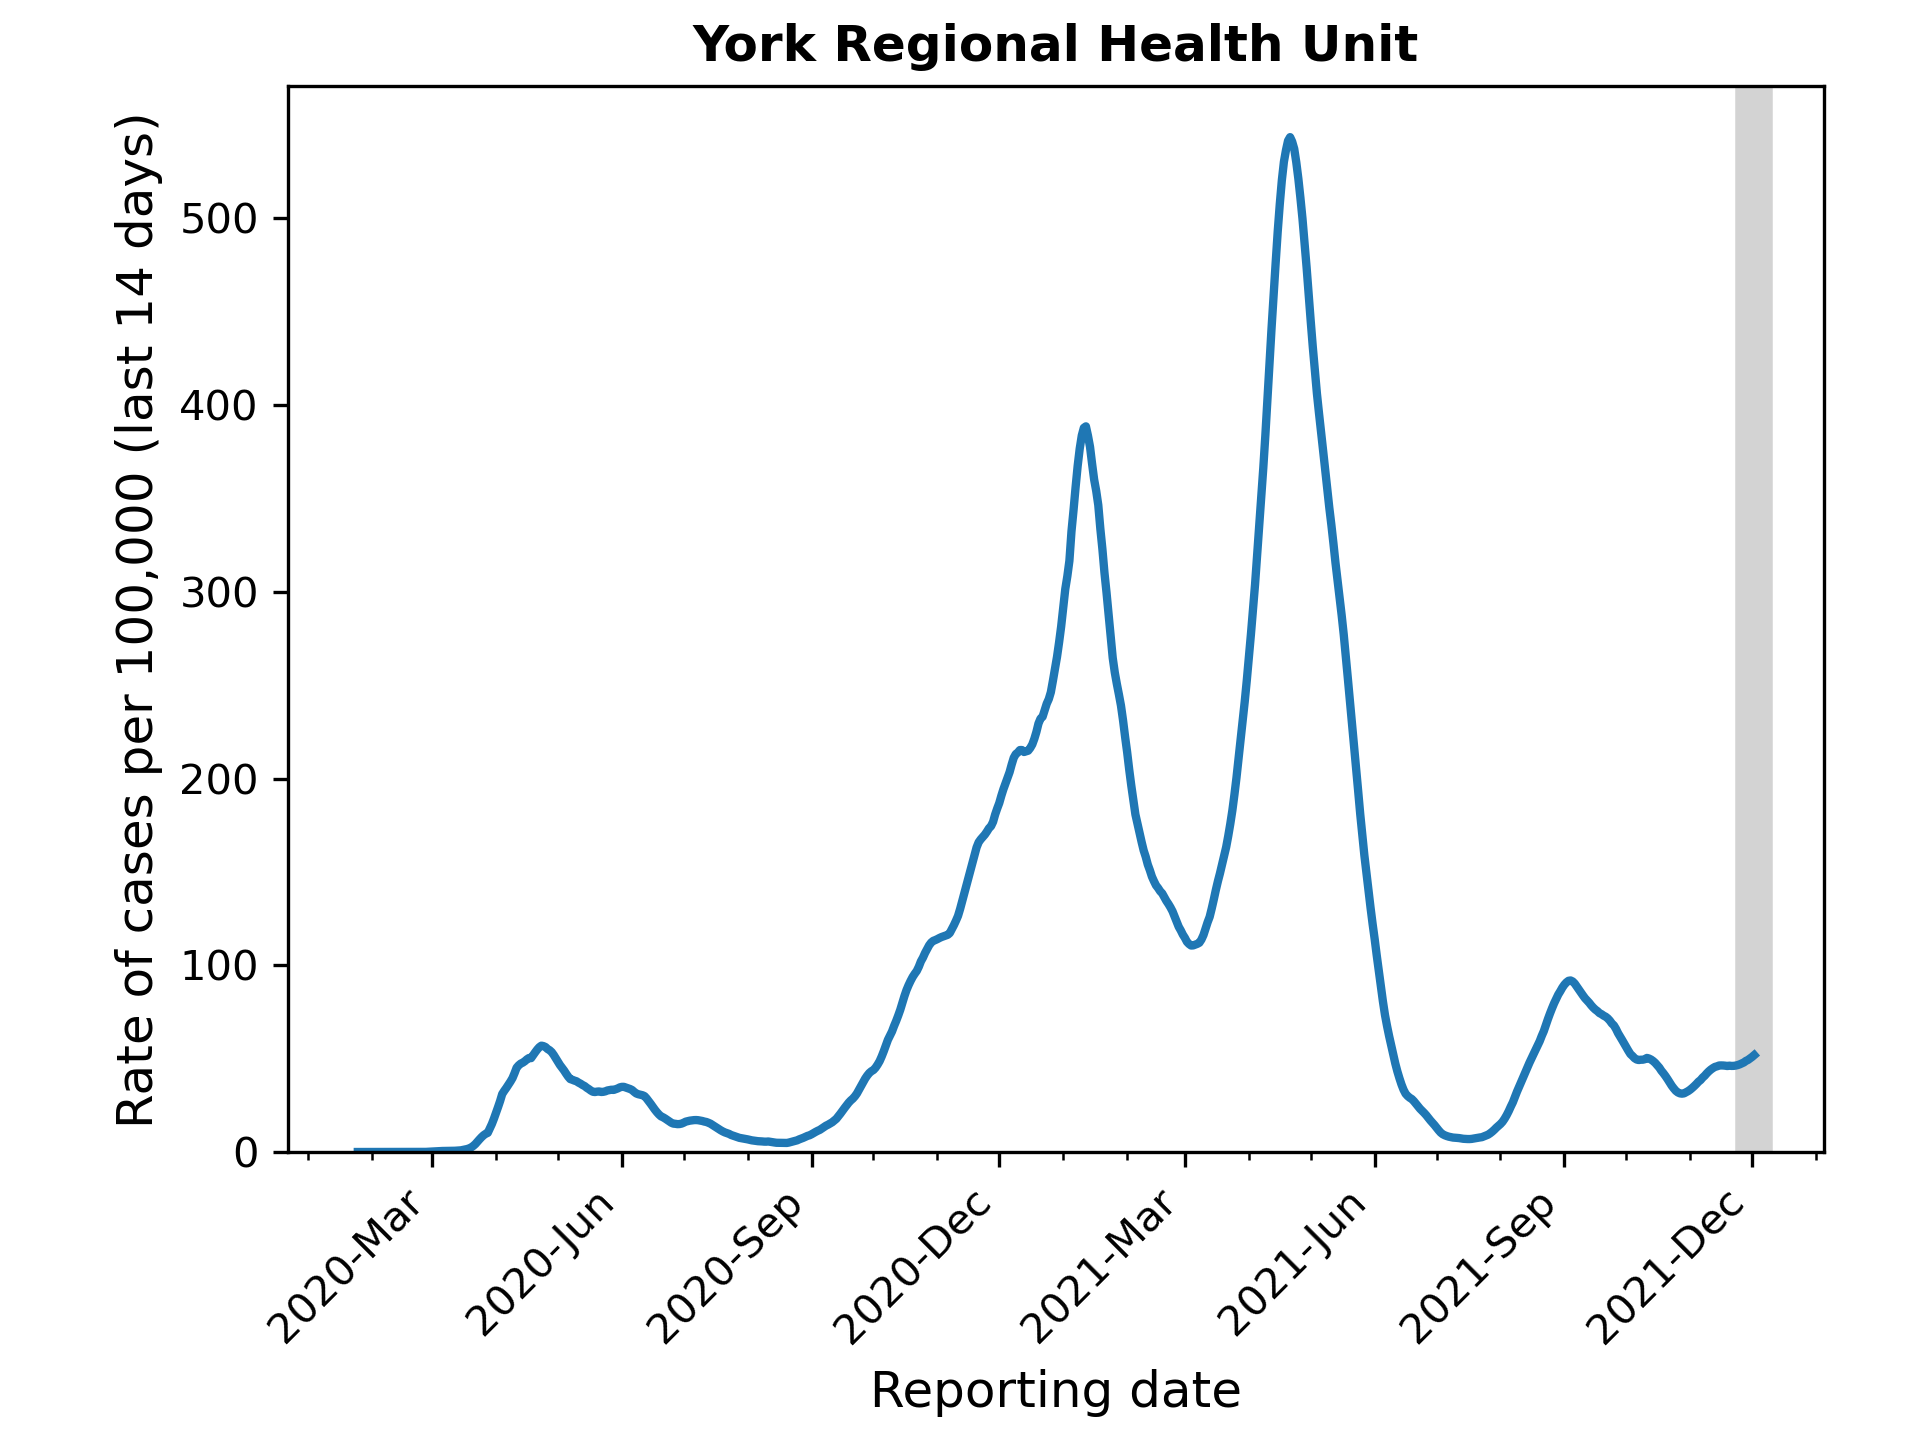 York Regional Health Unit
Rate of cases per 100,000 (last 14 days)
500
400
300
200
100
0
2020-Mar
2020-Jun
2020-Sep
2020-Dec
2021-Mar
2021-Jun
2021-Sep
2021-Dec
Reporting date